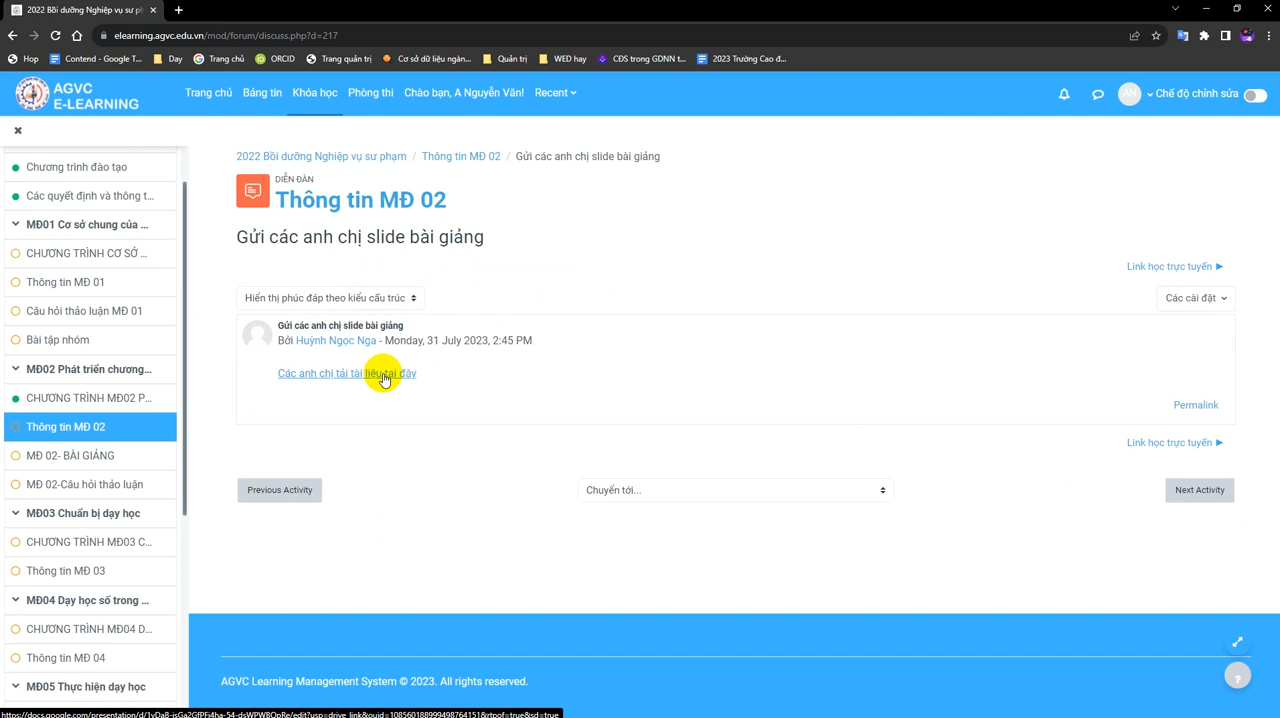 2022 Bồi dưỡng Nghiệp vụ sư ph
elearning.agvc.edu.vn/mod/forum/discuss.php?d=217
Họp
Contend - Google T...
Day
Trang chủ
ORCID
Trang quản trị
Cơ sở dữ liệu ngàn...
Quản trị
WED hay
CĐS trong GDNN t...
2023 Trường Cao đ...
AGVC
E-LEARNING
Trang chủ
Bảng tin
Khóa học
Phòng thi
Chào bạn, A Nguyễn Văn!
Recent
AN
Chế độ chỉnh sửa
Chương trình đào tạo
Các quyết định và thông t...
MĐ01 Cơ sở chung của ...
CHƯƠNG TRÌNH CƠ SỞ ...
Thông tin MĐ 01
Câu hỏi thảo luận MĐ 01
Bài tập nhóm
MĐ02 Phát triển chương...
CHƯƠNG TRÌNH MĐ02 P...
Thông tin MĐ 02
MĐ 02- BÀI GIẢNG
MĐ 02-Câu hỏi thảo luận
MĐ03 Chuẩn bị dạy học
CHƯƠNG TRÌNH MĐ03 C...
Thông tin MĐ 03
MĐ04 Dạy học số trong ...
CHƯƠNG TRÌNH MĐ04 D...
Thông tin MĐ 04
MĐ05 Thực hiện dạy học
2022 Bồi dưỡng Nghiệp vụ sư phạm / Thông tin MĐ 02 / Gửi các anh chị slide bài giảng
DIỄN ĐÀN
Thông tin MĐ 02
Gửi các anh chị slide bài giảng
Link học trực tuyến ►
Hiển thị phúc đáp theo kiểu cấu trúc
Các cài đặt
Gửi các anh chị slide bài giảng
Bởi Huỳnh Ngọc Nga - Monday, 31 July 2023, 2:45 PM
Các anh chị tải tài liệu tại đây
Permalink
Link học trực tuyến ►
Previous Activity
Chuyển tới...
Next Activity
AGVC Learning Management System © 2023. All rights reserved.
?